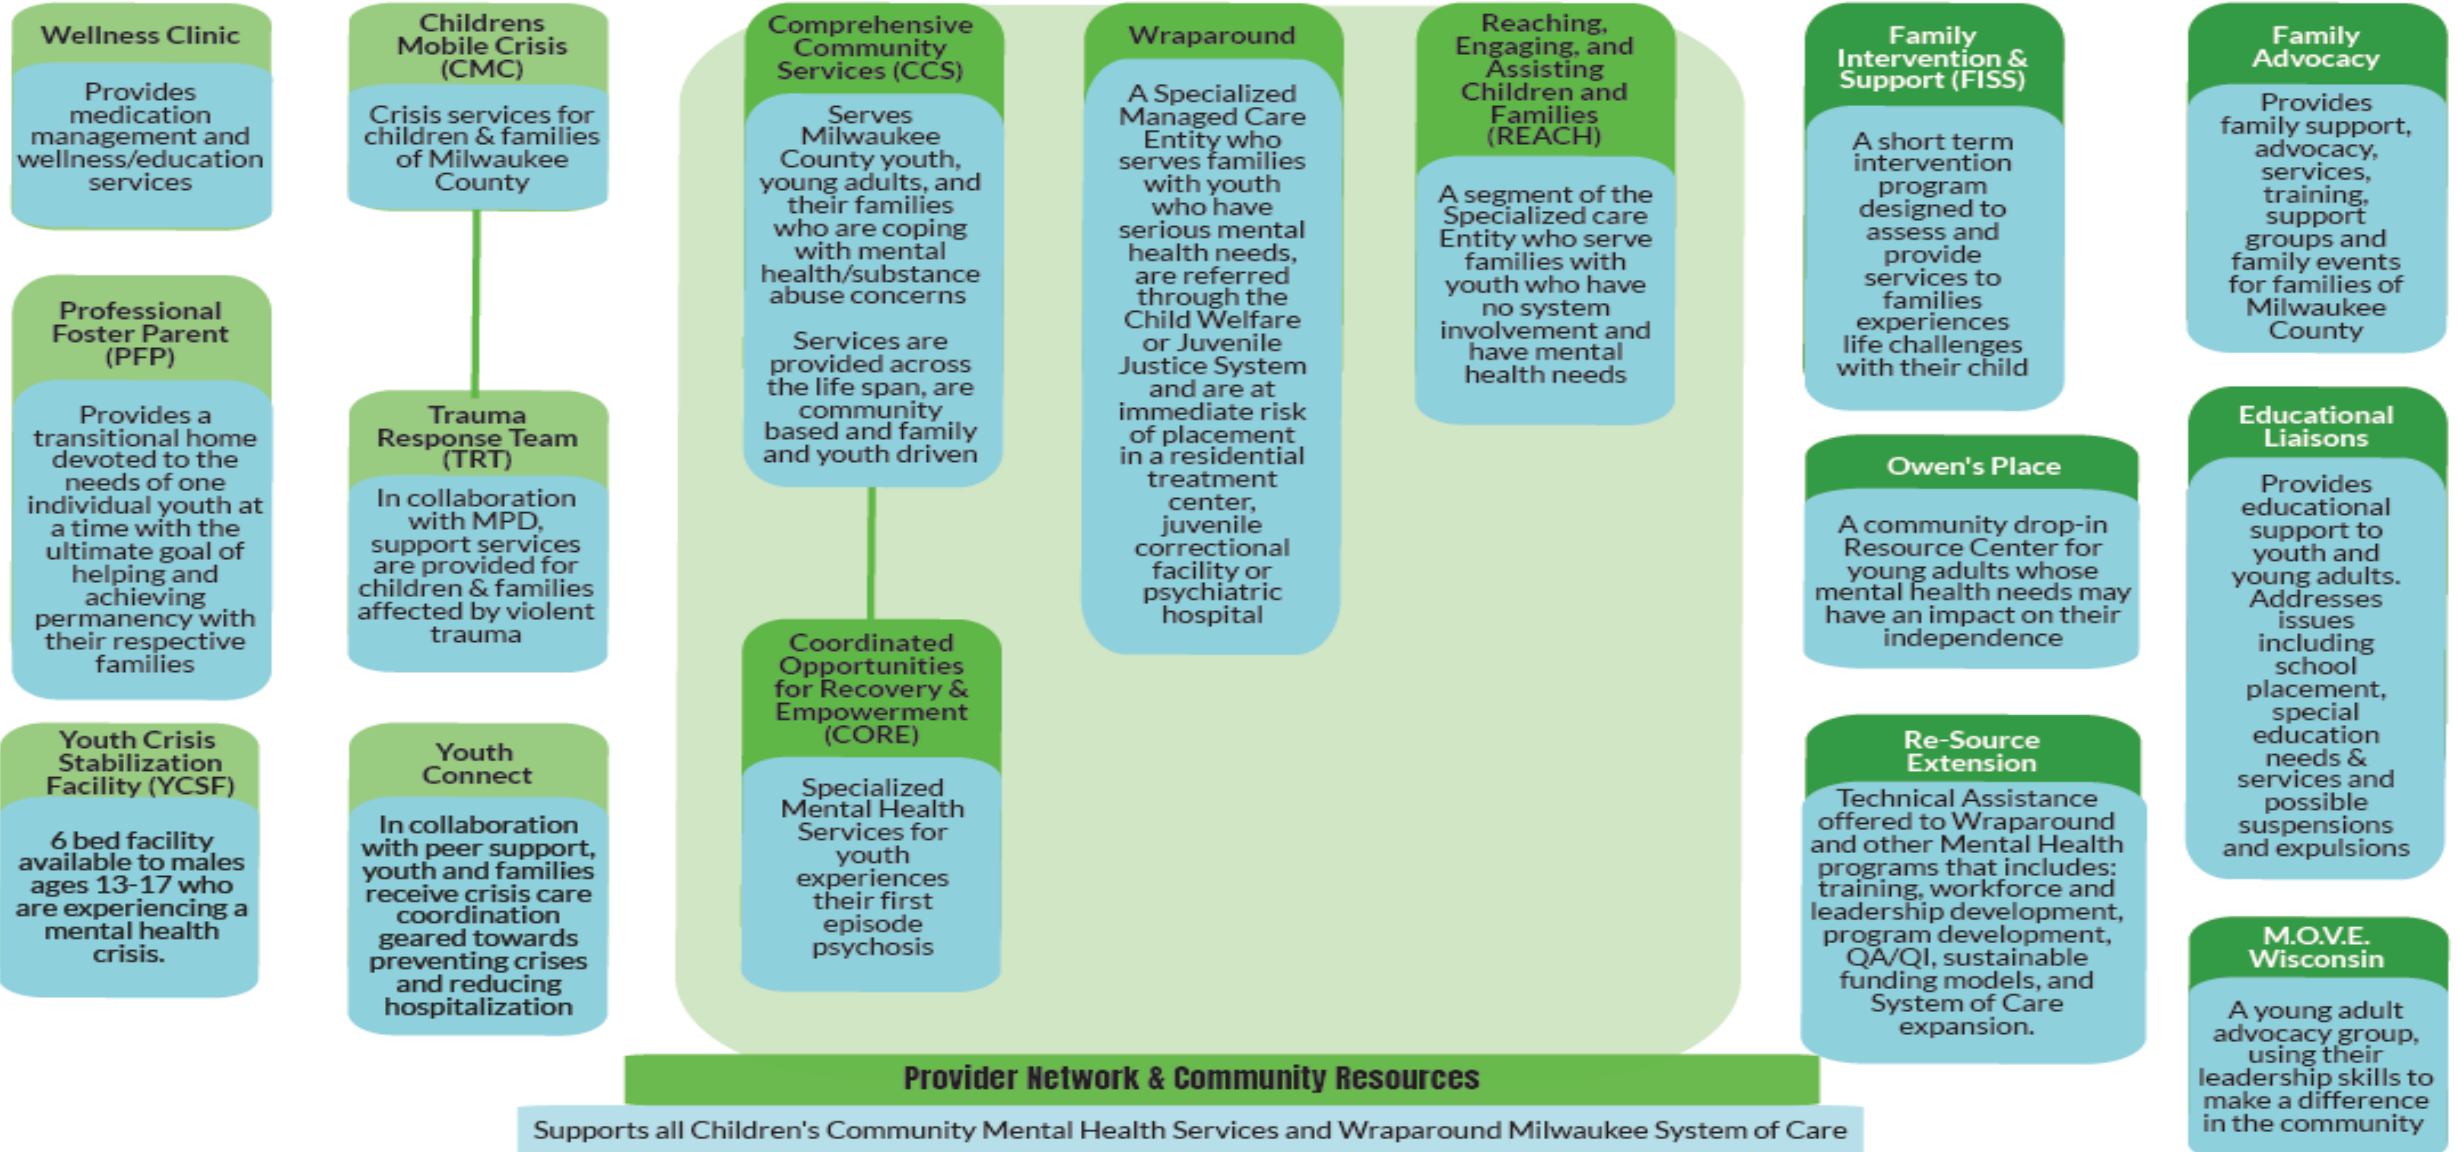 Wellness Clinic
Provides
medication
management and
wellness/education
services
Professional
Foster Parent
(PFP)
Provides a
transitional home
devoted to the
needs of one
individual youth at
a time with the
ultimate goal of
helping and
achieving
permanency with
their respective
families
Youth Crisis
Stabilization
Facility (YCSF)
6 bed facility
available to males
ages 13-17 who
are experiencing a
mental health
crisis.
Childrens
Mobile Crisis
(CMC)
Crisis services for
children & families
of Milwaukee
County
Trauma
Response Team
(TRT)
In collaboration
with MPD,
support services
are provided for
children & families
affected by violent
trauma
Youth
Connect
In collaboration
with peer support,
youth and families
receive crisis care
coordination
geared towards
preventing crises
and reducing
hospitalization
Comprehensive
Community
Services (CCS)
Serves
Milwaukee
County youth,
young adults, and
their families
who are coping
with mental
health/substance
abuse concerns
Services are
provided across
the life span, are
community
based and family
and youth driven
Coordinated
Opportunities
for Recovery &
Empowerment
(CORE)
Specialized
Mental Health
Services for
youth
experiences
their first
episode
psychosis
Wraparound
A Specialized
Managed Care
Entity who
serves families
with youth
who have
serious mental
health needs,
are referred
through the
Child Welfare
or Juvenile
Justice System
and are at
immediate risk
of placement
in a residential
treatment
center,
juvenile
correctional
facility or
psychiatric
hospital
Reaching,
Engaging, and
Assisting
Children and
Families
(REACH)
A segment of the
Specialized care
Entity who serve
families with
youth who have
no system
involvement and
have mental
health needs
Family
Intervention &
Support (FISS)
A short term
intervention
program
designed to
assess and
provide
services to
families
experiences
life challenges
with their child
Owen's Place
A community drop-in
Resource Center for
young adults whose
mental health needs may
have an impact on their
independence
Re-Source
Extension
Technical Assistance
offered to Wraparound
and other Mental Health
programs that includes:
training, workforce and
leadership development,
program development,
QA/QI, sustainable
funding models, and
System of Care
expansion.
Family
Advocacy
Provides
family support,
advocacy,
services,
training,
support
groups and
family events
for families of
Milwaukee
County
Educational
Liaisons
Provides
educational
support to
youth and
young adults.
Addresses
issues
including
school
placement,
special
education
needs &
services and
possible
suspensions
and expulsions
M.O.V.E.
Wisconsin
A young adult
advocacy group,
using their
leadership skills to
make a difference
in the community
Provider Network & Community Resources
Supports all Children's Community Mental Health Services and Wraparound Milwaukee System of Care